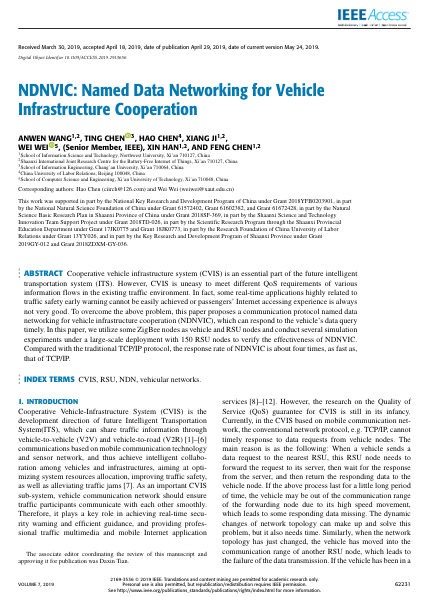 IEEE Access
Received March 30, 2019, accepted April 18, 2019, date of publication April 29, 2019, date of current version May 24, 2019.
Digital Object Identifier 10.1109/ACCESS.2019.2913656
NDNVIC: Named Data Networking for Vehicle
Infrastructure Cooperation
ANWEN WANG1,2, TING CHEN3, HAO CHEN4, XIANG JI1,2,
WEI WEI5, (Senior Member, IEEE), XIN HAN1,2, AND FENG CHEN1,2
1School of Information Science and Technology, Northwest University, Xi'an 710127, China
2Shaanxi International Joint Research Centre for the Battery-Free Internet of Things, Xi'an 710127, China
3School of Information Engineering, Chang'an University, Xi'an 710064, China
4China University of Labor Relations, Beijing 100048, China
5School of Computer Science and Engineering, Xi'an University of Technology, Xi'an 710048, China
Corresponding authors: Hao Chen (ciirch@126.com) and Wei Wei (weiwei@xaut.edu.cn)
This work was supported in part by the National Key Research and Development Program of China under Grant 2018YFB0203901, in part by
the National Natural Science Foundation of China under Grant 61572402, Grant 61602382, and Grant 61672428, in part by the Natural
Science Basic Research Plan in Shaanxi Province of China under Grant 2018SF-369, in part by the Shaanxi Science and Technology
Innovation Team Support Project under Grant 2018TD-026, in part by the Scientific Research Program through the Shaanxi Provincial
Education Department under Grant 17JK0775 and Grant 18JK0773, in part by the Research Foundation of China University of Labor
Relations under Grant 13YY026, and in part by the Key Research and Development Program of Shaanxi Province under Grant
2019GY-012 and Grant 2018ZDXM-GY-036.
ABSTRACT Cooperative vehicle infrastructure system (CVIS) is an essential part of the future intelligent
transportation system (ITS). However, CVIS is uneasy to meet different QoS requirements of various
information flows in the existing traffic environment. In fact, some real-time applications highly related to
traffic safety early warning cannot be easily achieved or passengers' Internet accessing experience is always
not very good. To overcome the above problem, this paper proposes a communication protocol named data
networking for vehicle infrastructure cooperation (NDNVIC), which can respond to the vehicle's data query
timely. In this paper, we utilize some ZigBee nodes as vehicle and RSU nodes and conduct several simulation
experiments under a large-scale deployment with 150 RSU nodes to verify the effectiveness of NDNVIC.
Compared with the traditional TCP/IP protocol, the response rate of NDNVIC is about four times, as fast as,
that of TCP/IP.
INDEX TERMS CVIS, RSU, NDN, vehicular networks.
I. INTRODUCTION
Cooperative Vehicle-Infrastructure System (CVIS) is the
development direction of future Intelligent Transportation
System(ITS), which can share traffic information through
vehicle-to-vehicle (V2V) and vehicle-to-road (V2R) [1]–[6]
communications based on mobile communication technology
and sensor network, and thus achieve intelligent collabo-
ration among vehicles and infrastructures, aiming at opti-
mizing system resources allocation, improving traffic safety,
as well as alleviating traffic jams [7]. As an important CVIS
sub-system, vehicle communication network should ensure
traffic participants communicate with each other smoothly.
Therefore, it plays a key role in achieving real-time secu-
rity warning and efficient guidance, and providing profes-
sional traffic multimedia and mobile Internet application
The associate editor coordinating the review of this manuscript and
approving it for publication was Daxin Tian.
services [8]–[12]. However, the research on the Quality of
Service (QoS) guarantee for CVIS is still in its infancy.
Currently, in the CVIS based on mobile communication net-
work, the conventional network protocol, e.g. TCP/IP, cannot
timely response to data requests from vehicle nodes. The
main reason is as the following: When a vehicle sends a
data request to the nearest RSU, this RSU node needs to
forward the request to its server, then wait for the response
from the server, and then return the responding data to the
vehicle node. If the above process last for a little long period
of time, the vehicle may be out of the communication range
of the forwarding node due to its high speed movement,
which leads to some responding data missing. The dynamic
changes of network topology can make up and solve this
problem, but it also needs time. Similarly, when the network
topology has just changed, the vehicle has moved into the
communication range of another RSU node, which leads to
the failure of the data transmission. If the vehicle has been in a
VOLUME 7, 2019
2169-3536 © 2019 IEEE. Translations and content mining are permitted for academic research only.
Personal use is also permitted, but republication/redistribution requires IEEE permission.
See http://www.ieee.org/publications_standards/publications/rights/index.html for more information.
62231